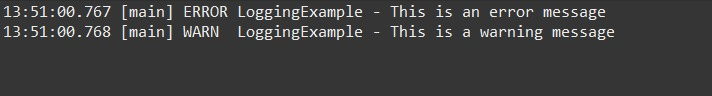 13:51:00.767 [main] ERROR LoggingExample - This is an error message
13:51:00.768 [main] WARN  LoggingExample - This is a warning message